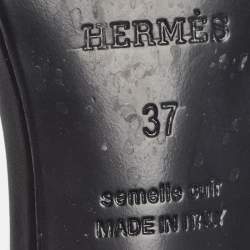 HERMÈS
37
semelle cuir
MADE IN ITALY